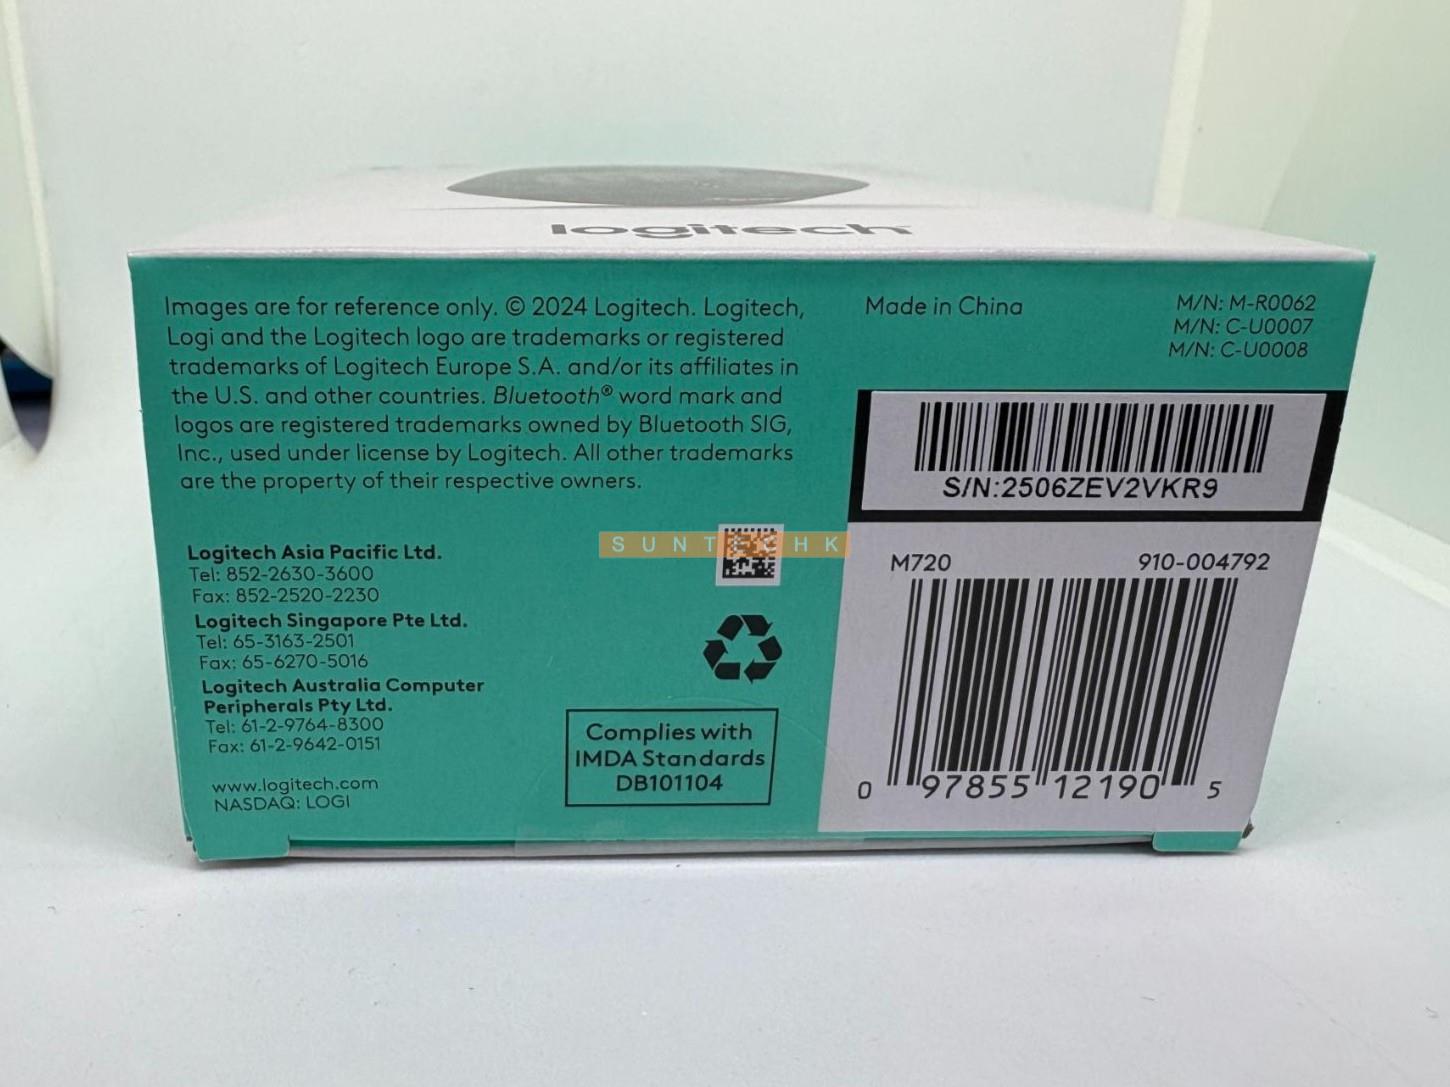 logitech
Images are for reference only. © 2024 Logitech. Logitech,
Logi and the Logitech logo are trademarks or registered
trademarks of Logitech Europe S.A. and/or its affiliates in
the U.S. and other countries. Bluetooth® word mark and
logos are registered trademarks owned by Bluetooth SIG,
Inc., used under license by Logitech. All other trademarks
are the property of their respective owners.
Logitech Asia Pacific Ltd.
Tel: 852-2630-3600
Fax: 852-2520-2230
Logitech Singapore Pte Ltd.
Tel: 65-3163-2501
Fax: 65-6270-5016
Logitech Australia Computer
Peripherals Pty Ltd.
Tel: 61-2-9764-8300
Fax: 61-2-9642-0151
www.logitech.com
NASDAQ: LOGI
SUNTECHK
Complies with
IMDA Standards
DB101104
Made in China
M/N: M-R0062
M/N: C-U0007
M/N: C-U0008
S/N:2506ZEV2VKR9
M720 910-004792
0 97855 12190 5